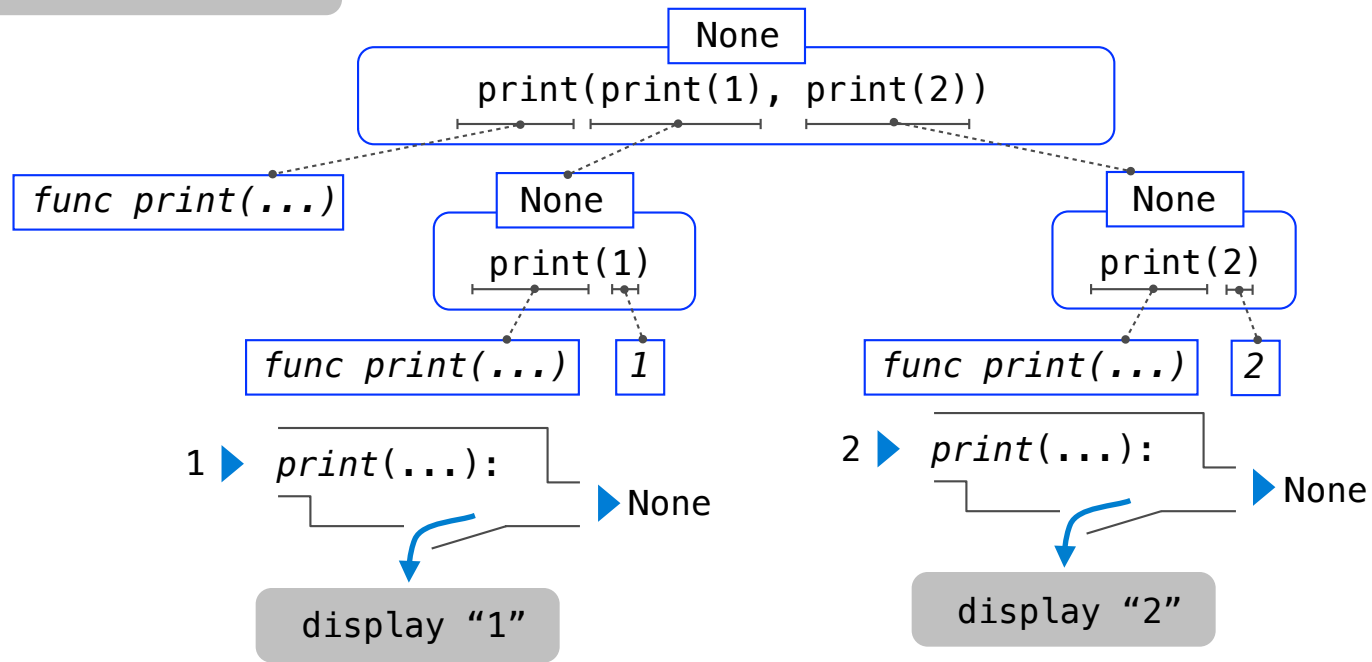 None
print(print(1), print(2))
func print(...)
None
None
print(1)
print(2)
func print(...)
1
func print(...)
2
1
print(...):
None
2
print(...):
None
display “1”
display “2”